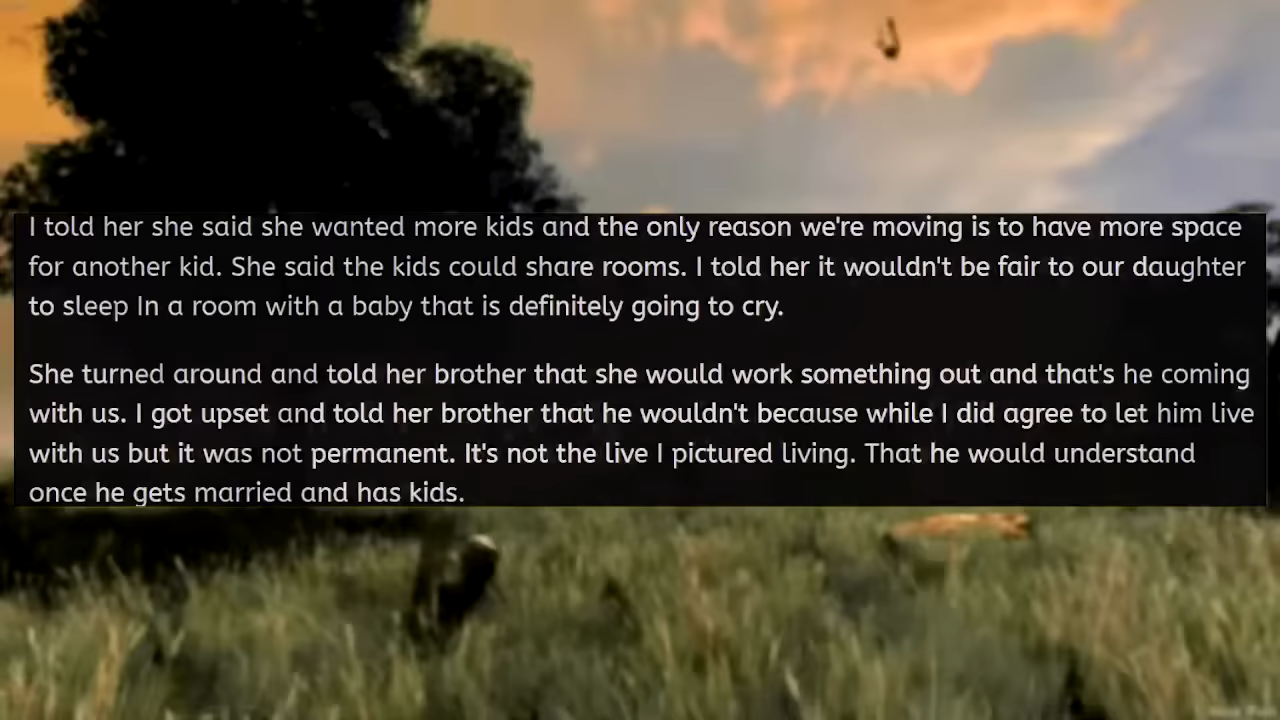 I told her she said she wanted more kids and the only reason we're moving is to have more space
for another kid. She said the kids could share rooms. I told her it wouldn't be fair to our daughter
to sleep In a room with a baby that is definitely going to cry.
She turned around and told her brother that she would work something out and that's he coming
with us. I got upset and told her brother that he wouldn't because while I did agree to let him live
with us but it was not permanent. It's not the live I pictured living. That he would understand
once he gets married and has kids.